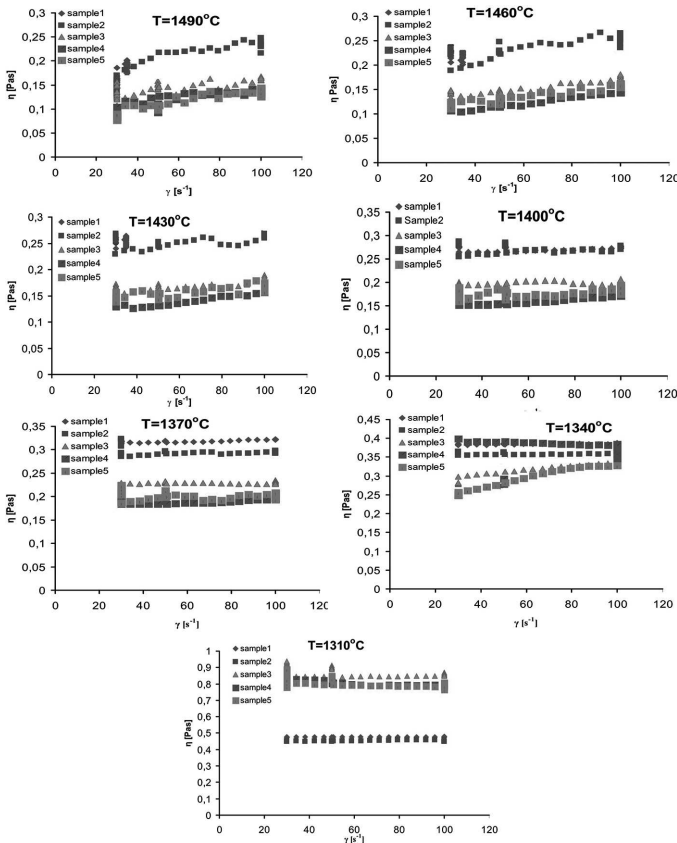 T=1490°C
η [Pas]
0,3
0,25
0,2
0,15
0,1
0,05
0
sample1
sample2
sample3
sample4
sample5
0 20 40 60 80 100 120
γ [s⁻¹]
T=1460°C
η Pas]
0,3
0,25
0,2
0,15
0,1
0,05
0
sample1
sample2
sample3
sample4
sample5
0 20 40 60 80 100 120
γ [s⁻¹]
T=1430°C
η [Pas]
0,3
0,25
0,2
0,15
0,1
0,05
0
sample1
sample2
sample3
sample4
sample5
0 20 40 60 80 100 120
T=1400°C
η [Pas]
0,35
0,3
0,25
0,2
0,15
0,1
0,05
0
sample1
Sample2
sample3
sample4
sample5
0 20 40 60 80 100 120
T=1370°C
η [Pas]
0,35
0,3
0,25
0,2
0,15
0,1
0,05
0
sample1
sample2
sample3
sample4
sample5
0 20 40 60 80 100 120
γ [s⁻¹]
T=1340°C
η [Pas]
0,4
0,35
0,3
0,25
0,2
0,15
0,1
0,05
0
sample1
sample2
sample3
sample4
sample5
0 20 40 60 80 100 120
γ [s⁻¹]
T=1310°C
η [Pas]
1
0,9
0,8
0,7
0,6
0,5
0,4
0,3
0,2
0,1
0
sample1
sample2
sample3
sample4
sample5
0 20 40 60 80 100 120
γ [s⁻¹]